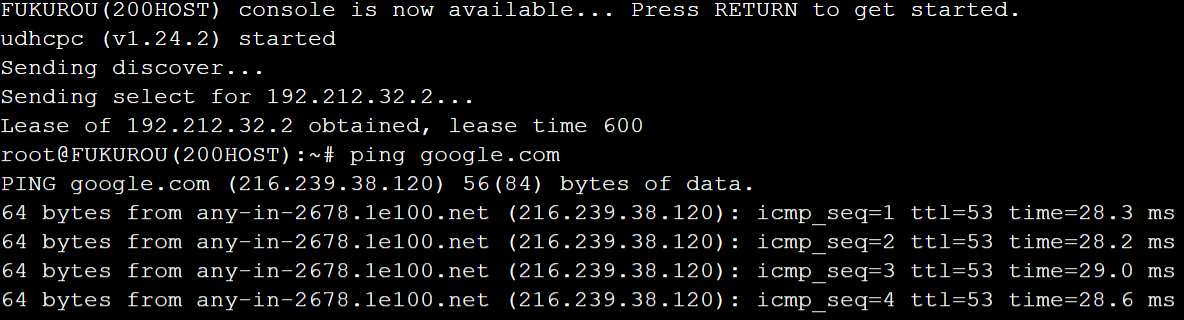 FUKUROU(200HOST) console is now available... Press RETURN to get started.
udhcpc (v1.24.2) started
Sending discover...
Sending select for 192.212.32.2...
Lease of 192.212.32.2 obtained, lease time 600
root@FUKUROU(200HOST):~# ping google.com
PING google.com (216.239.38.120) 56(84) bytes of data.
64 bytes from any-in-2678.1e100.net (216.239.38.120): icmp_seq=1 ttl=53 time=28.3 ms
64 bytes from any-in-2678.1e100.net (216.239.38.120): icmp_seq=2 ttl=53 time=28.2 ms
64 bytes from any-in-2678.1e100.net (216.239.38.120): icmp_seq=3 ttl=53 time=29.0 ms
64 bytes from any-in-2678.1e100.net (216.239.38.120): icmp_seq=4 ttl=53 time=28.6 ms